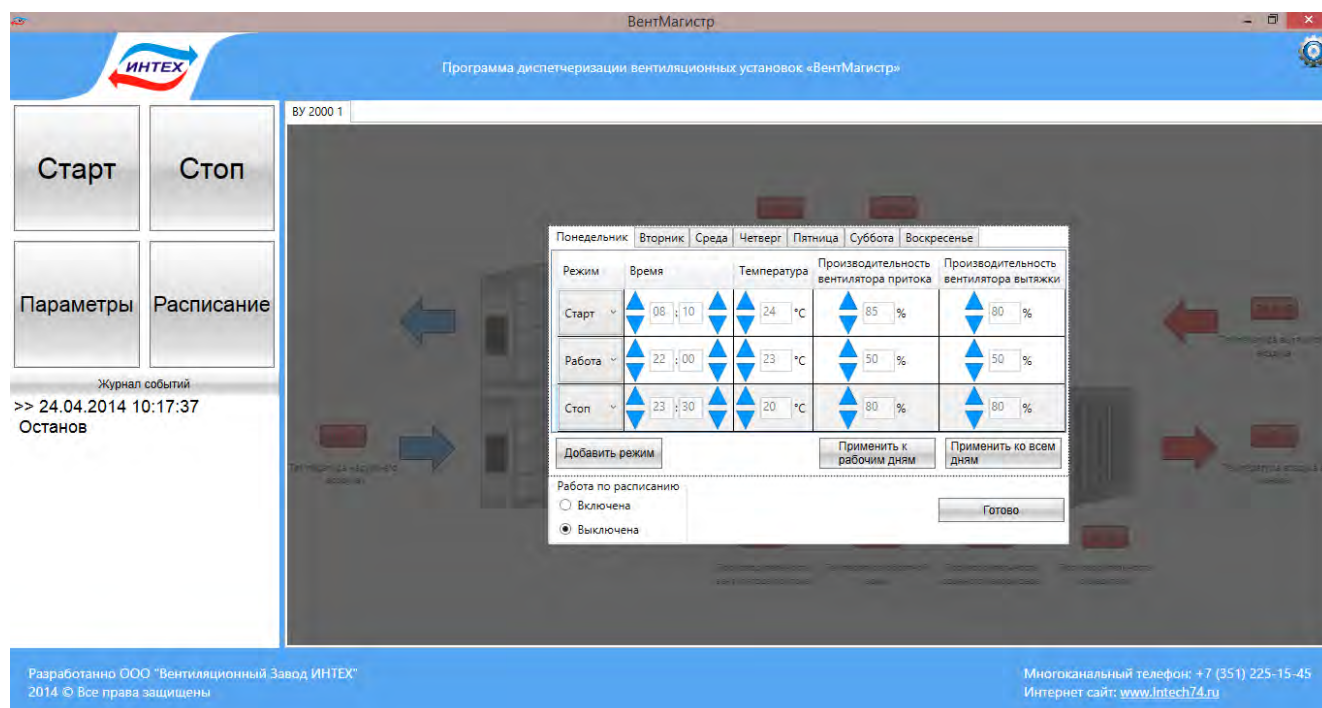 ВентМагистр
ИНТЕХ
Программа диспетчеризации вентиляционных установок «ВентМагистр»
ВУ 2000 1
Старт
Стоп
Параметры
Расписание
Журнал событий
>> 24.04.2014 10:17:37
Останов
Понедельник Вторник Среда Четверг Пятница Суббота Воскресенье
Режим Время Температура Производительность вентилятора притока Производительность вентилятора вытяжки
Старт 08 : 10 24 °C 85 % 80 %
Работа 22 : 00 23 °C 50 % 50 %
Стоп 23 : 30 20 °C 80 % 80 %
Добавить режим
Применить к
рабочим дням
Применить ко всем
дням
Работа по расписанию
Включена
Выключена
Готово
Разработанно ООО "Вентиляционный Завод ИНТЕХ"
2014 © Все права защищены
Многоканальный телефон: +7 (351) 225-15-45
Интернет сайт: www.Intech74.ru